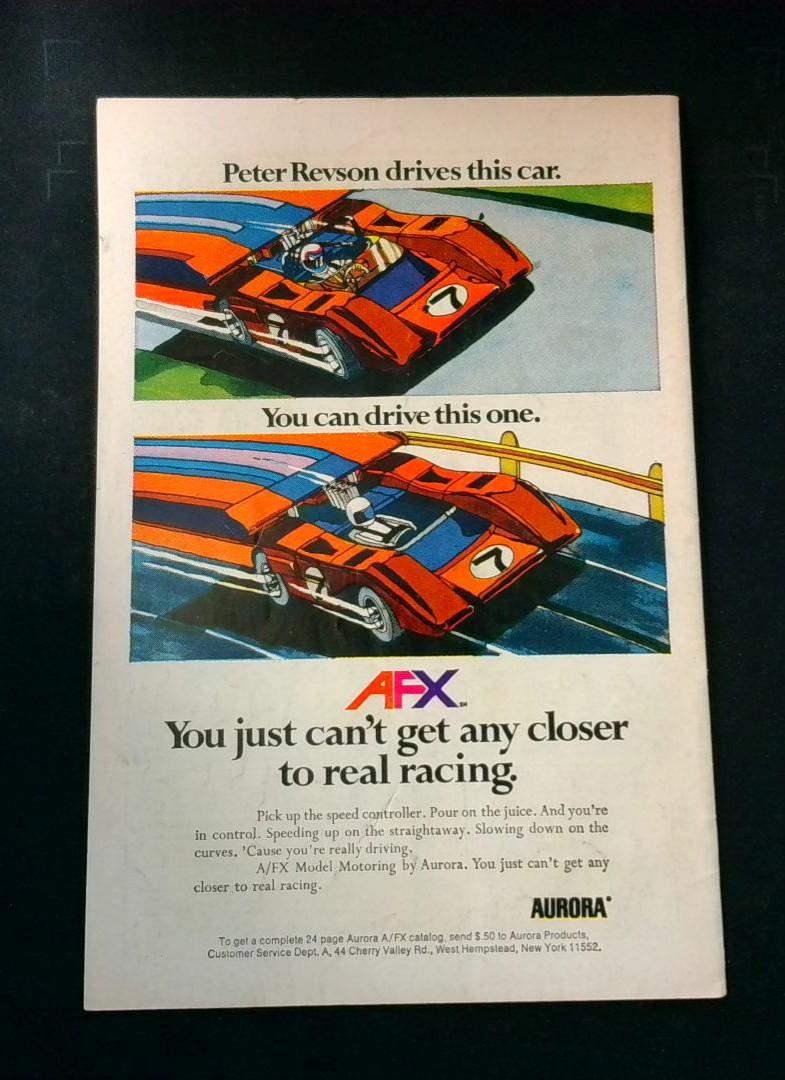 Peter Revson drives this car.
7
7
You can drive this one.
7
7
AFX SM
You just can't get any closer
to real racing.
Pick up the speed controller. Pour on the juice. And you're
in control. Speeding up on the straightaway. Slowing down on the
curves. 'Cause you're really driving.
A/FX Model Motoring by Aurora. You just can't get any
closer to real racing.
AURORA®
To get a complete 24 page Aurora A/FX catalog, send $.50 to Aurora Products,
Customer Service Dept. A, 44 Cherry Valley Rd., West Hempstead, New York 11552.